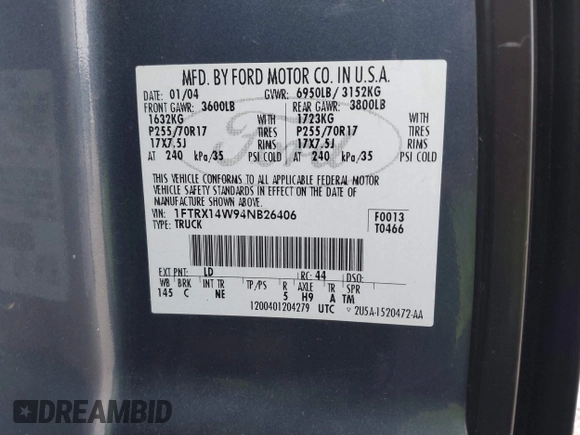 MFD. BY FORD MOTOR CO. IN U.S.A.
DATE: 01/04 GVWR: 6950LB/ 3152KG
FRONT GAWR: 3600LB REAR GAWR: 3800LB
1632KG WITH 1723KG WITH
P255/70R17 TIRES P255/70R17 TIRES
17X7.5J RIMS 17X7.5J RIMS
AT 240 kPa/35 PSI COLD AT 240 kPa/35 PSI COLD
Ford
THIS VEHICLE CONFORMS TO ALL APPLICABLE FEDERAL MOTOR
VEHICLE SAFETY STANDARDS IN EFFECT ON THE DATE OF
MANUFACTURE SHOWN ABOVE.
VIN: 1FTRX14W94NB26406 F0013
TYPE: TRUCK T0466
EXT PNT: LD RC: 44 DSO:
WB BRK INT TR TP/PS R AXLE TR SPR
145 C NE 5 H9 A TM
1200401204279 UTC 2U5A-1520472-AA
DREAMBID